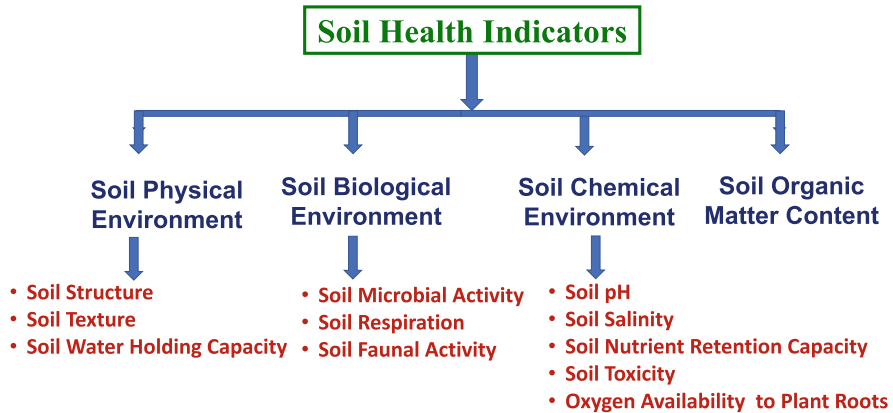 Soil Health Indicators
Soil Physical
Environment
Soil Biological
Environment
Soil Chemical
Environment
Soil Organic
Matter Content
• Soil Structure
• Soil Texture
• Soil Water Holding Capacity
• Soil Microbial Activity
• Soil Respiration
• Soil Faunal Activity
• Soil pH
• Soil Salinity
• Soil Nutrient Retention Capacity
• Soil Toxicity
• Oxygen Availability to Plant Roots